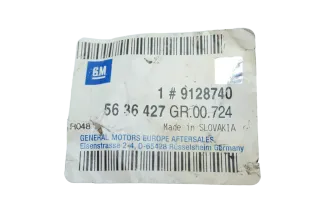 GM
1 # 9128740
56 36 427 GR.00.724
R048
Made in SLOVAKIA
GENERAL MOTORS EUROPE AFTERSALES,
Eisenstrasse 2-4, D-65428 Rüsselsheim Germany